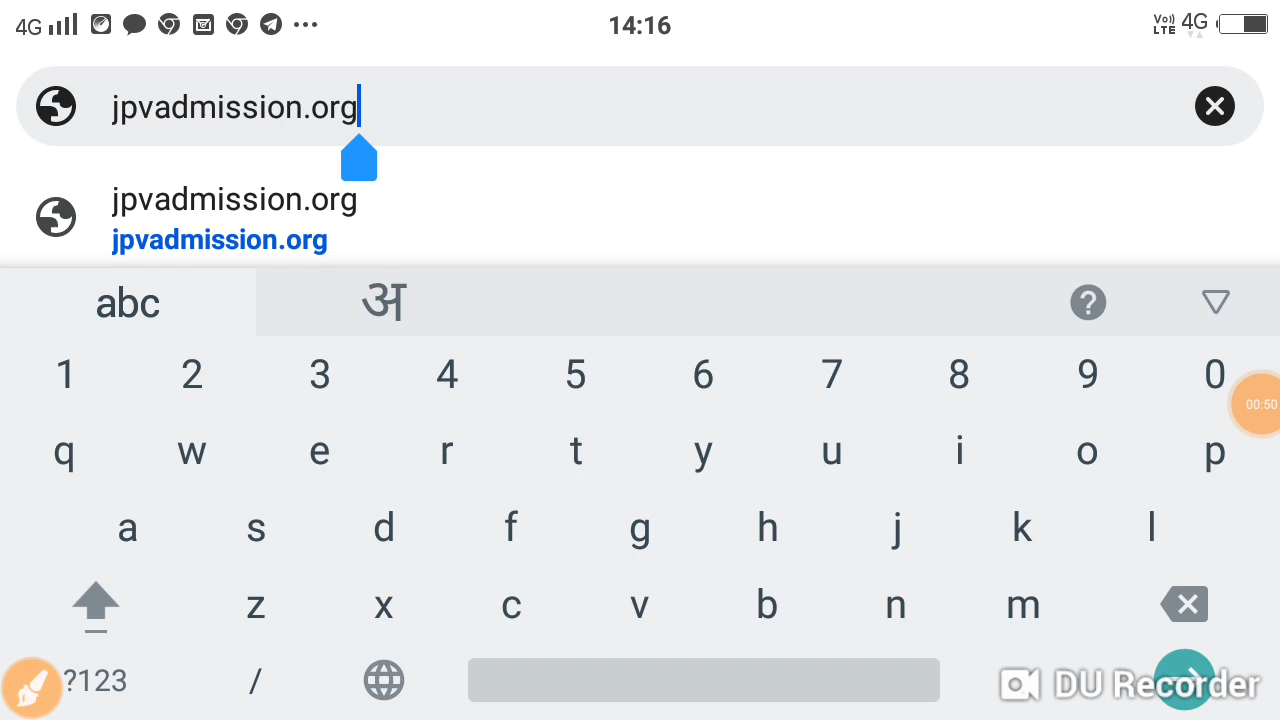 4G 14:16 Vo) LTE 4G
jpvadmission.org
jpvadmission.org
jpvadmission.org
abc अ ?
1 2 3 4 5 6 7 8 9 0
00:50
q w e r t y u i o p
a s d f g h j k l
z x c v b n m
?123 / DU Recorder